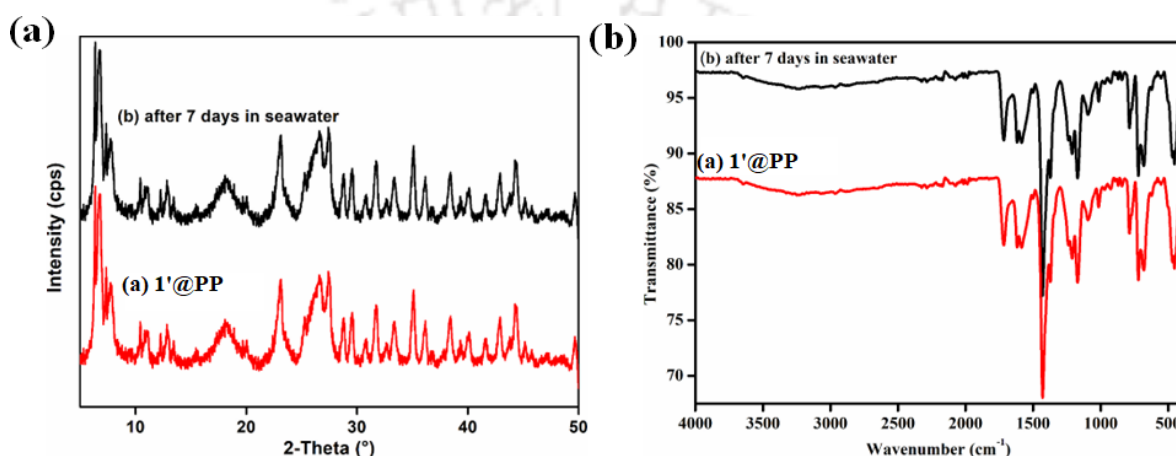 (a)
(b) after 7 days in seawater
(a) 1'@PP
Intensity (cps)
10 20 30 40 50
2-Theta (°)
(b)
100
95
90
85
80
75
70
(b) after 7 days in seawater
(a) 1'@PP
Transmittance (%)
4000 3500 3000 2500 2000 1500 1000 500
Wavenumber (cm⁻¹)